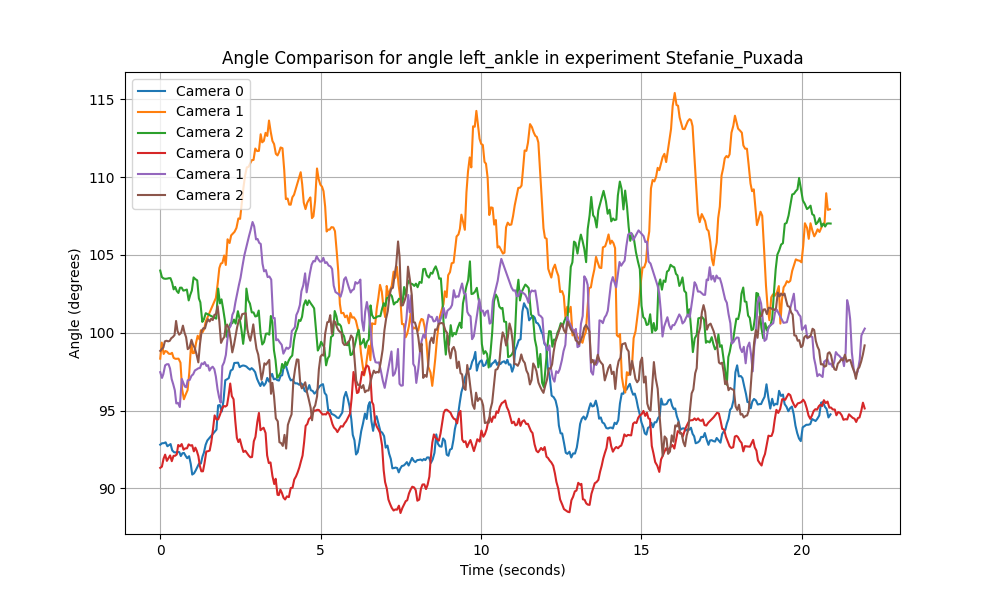 Angle Comparison for angle left_ankle in experiment Stefanie_Puxada
Camera 0
Camera 1
Camera 2
Camera 0
Camera 1
Camera 2
115
110
105
100
95
90
Angle (degrees)
0 5 10 15 20
Time (seconds)